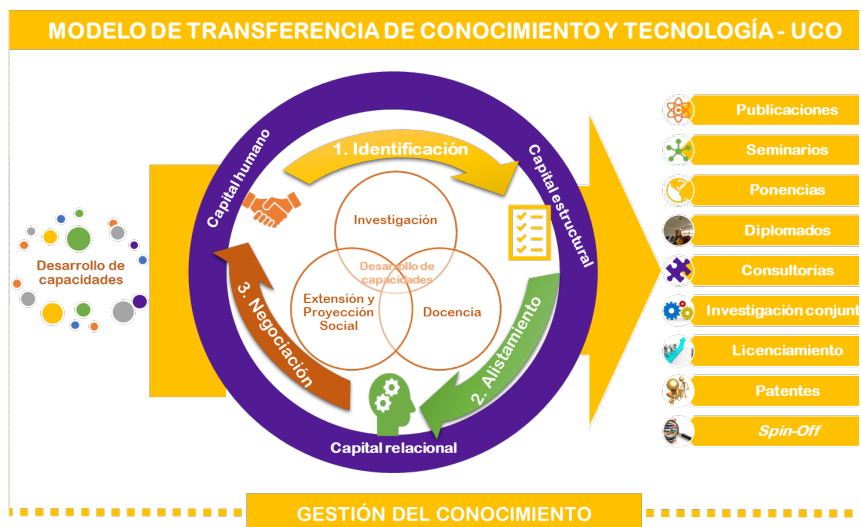 MODELO DE TRANSFERENCIA DE CONOCIMIENTO Y TECNOLOGÍA - UCO
Desarrollo de
capacidades
Capital humano
Capital estructural
Capital relacional
1. Identificación
2. Alistamiento
3. Negociación
Investigación
Desarrollo de
capacidades
Extensión y
Proyección
Social
Docencia
Publicaciones
Seminarios
Ponencias
Diplomados
Consultorías
Investigación conjunt
Licenciamiento
Patentes
Spin-Off
GESTIÓN DEL CONOCIMIENTO